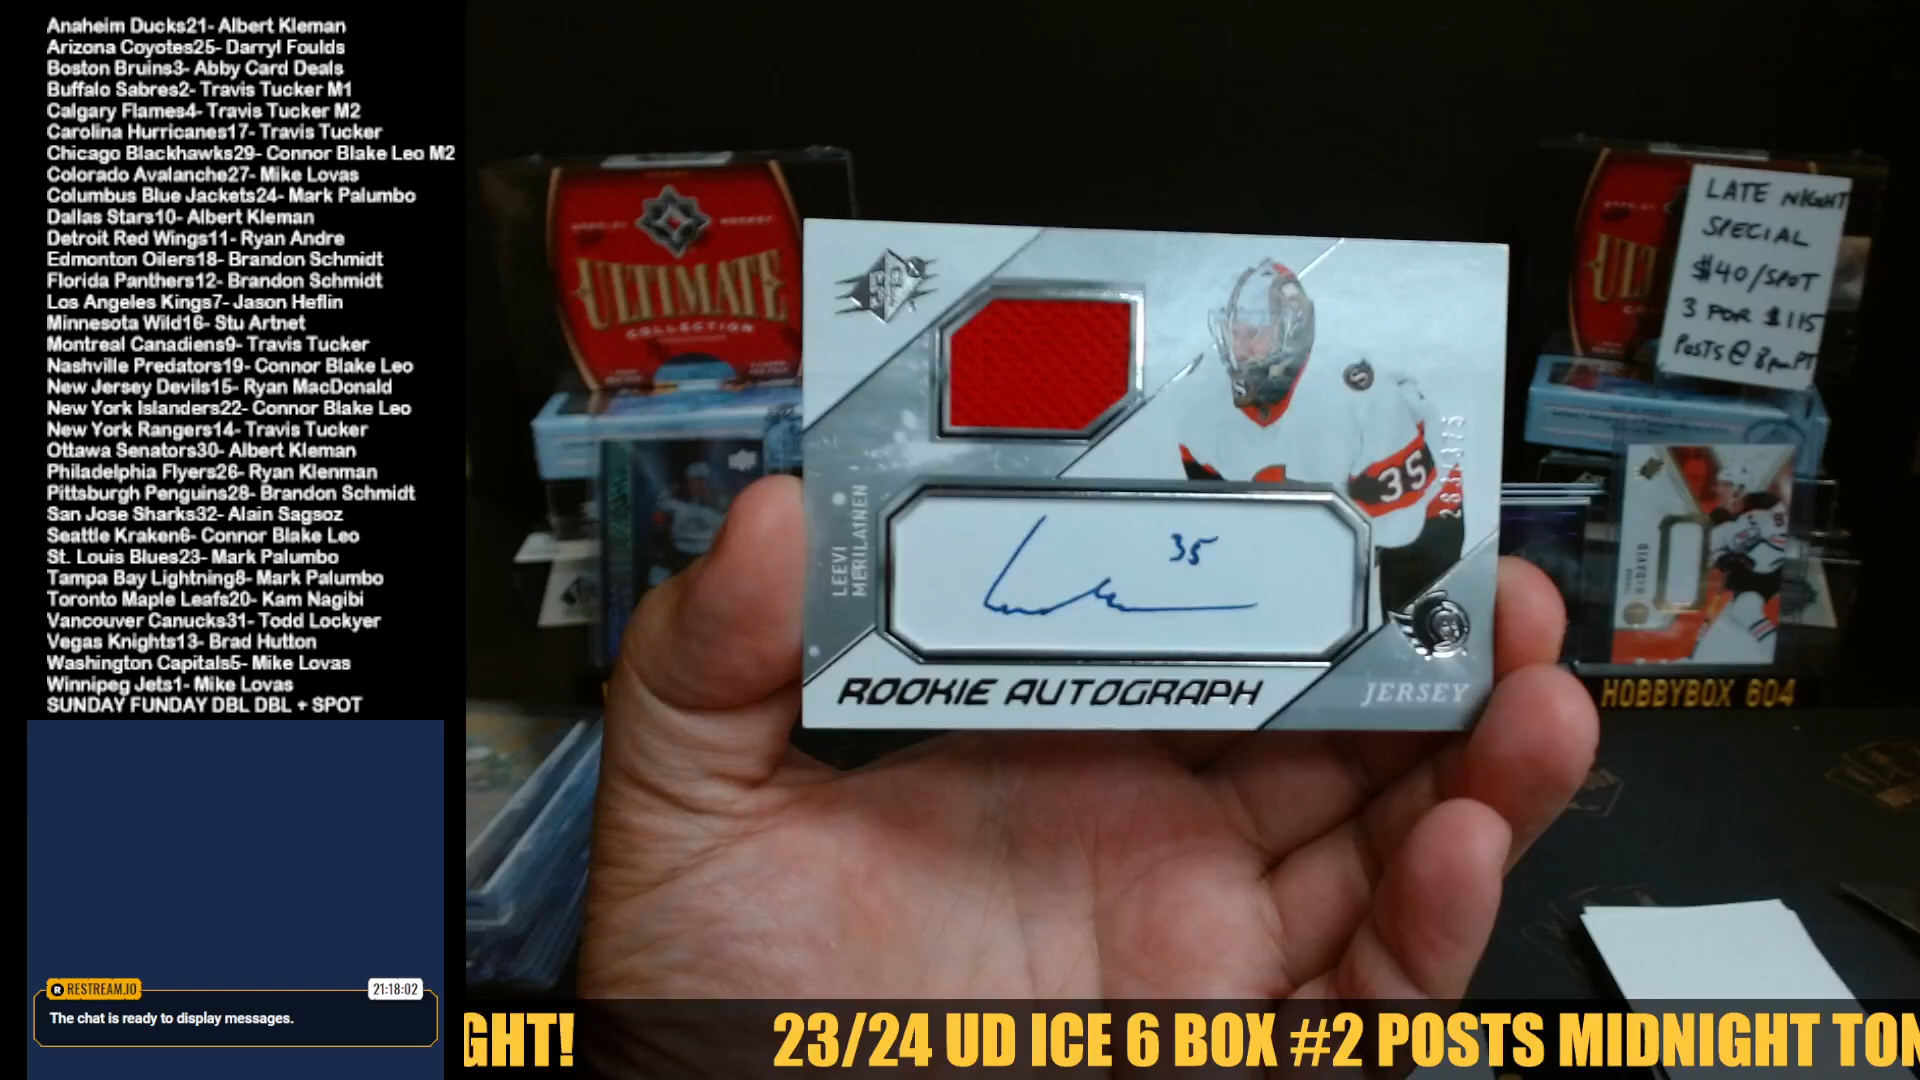 Anaheim Ducks21- Albert Kleman
Arizona Coyotes25- Darryl Foulds
Boston Bruins3- Abby Card Deals
Buffalo Sabres2- Travis Tucker M1
Calgary Flames4- Travis Tucker M2
Carolina Hurricanes17- Travis Tucker
Chicago Blackhawks29- Connor Blake Leo M2
Colorado Avalanche27- Mike Lovas
Columbus Blue Jackets24- Mark Palumbo
Dallas Stars10- Albert Kleman
Detroit Red Wings11- Ryan Andre
Edmonton Oilers18- Brandon Schmidt
Florida Panthers12- Brandon Schmidt
Los Angeles Kings7- Jason Heflin
Minnesota Wild16- Stu Artnet
Montreal Canadiens9- Travis Tucker
Nashville Predators19- Connor Blake Leo
New Jersey Devils15- Ryan MacDonald
New York Islanders22- Connor Blake Leo
New York Rangers14- Travis Tucker
Ottawa Senators30- Albert Kleman
Philadelphia Flyers26- Ryan Klenman
Pittsburgh Penguins28- Brandon Schmidt
San Jose Sharks32- Alain Sagsoz
Seattle Kraken6- Connor Blake Leo
St. Louis Blues23- Mark Palumbo
Tampa Bay Lightning8- Mark Palumbo
Toronto Maple Leafs20- Kam Nagibi
Vancouver Canucks31- Todd Lockyer
Vegas Knights13- Brad Hutton
Washington Capitals5- Mike Lovas
Winnipeg Jets1- Mike Lovas
SUNDAY FUNDAY DBL DBL + SPOT
RESTREAM.IO
21:18:02
The chat is ready to display messages.
ULTIMATE
COLLECTION
LATE NIGHT
SPECIAL
$40/SPOT
3 FOR $115
POSTS @ 8pm PT
SPX
35
LEEVI
MERILAINEN
35
ROOKIE AUTOGRAPH
JERSEY
McDAVID
HOBBYBOX 604
GHT!
23/24 UD ICE 6 BOX #2 POSTS MIDNIGHT TON